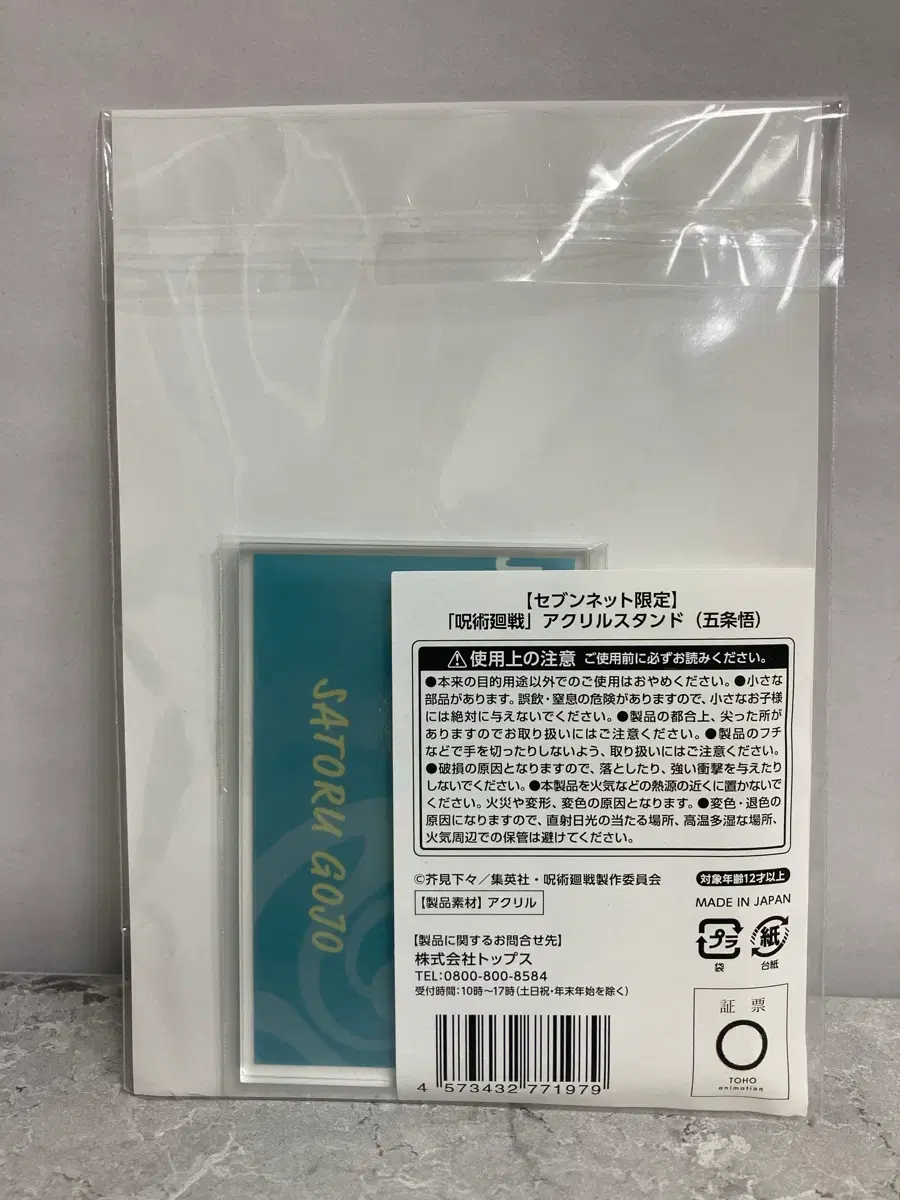 SATORU GOJO
【セブンネット限定】
「呪術廻戦」アクリルスタンド（五条悟）
⚠使用上の注意 ご使用前に必ずお読みください。
●本来の目的用途以外でのご使用はおやめください。●小さな
部品があります。誤飲・窒息の危険がありますので、小さなお子様
には絶対に与えないでください。●製品の都合上、尖った所が
ありますのでお取り扱いにはご注意ください。●製品のフチ
などで手を切ったりしないよう、取り扱いにはご注意ください。
●破損の原因となりますので、落としたり、強い衝撃を与えたり
しないでください。●本製品を火気などの熱源の近くに置かないで
ください。火災や変形、変色の原因となります。●変色・退色の
原因になりますので、直射日光の当たる場所、高温多湿な場所、
火気周辺での保管は避けてください。
©芥見下々／集英社・呪術廻戦製作委員会
対象年齢12才以上
【製品素材】アクリル
MADE IN JAPAN
プラ
袋
紙
台紙
【製品に関するお問合せ先】
株式会社トップス
TEL:0800-800-8584
受付時間:10時～17時(土日祝・年末年始を除く)
4 573432 771979
証票
TOHO
animation